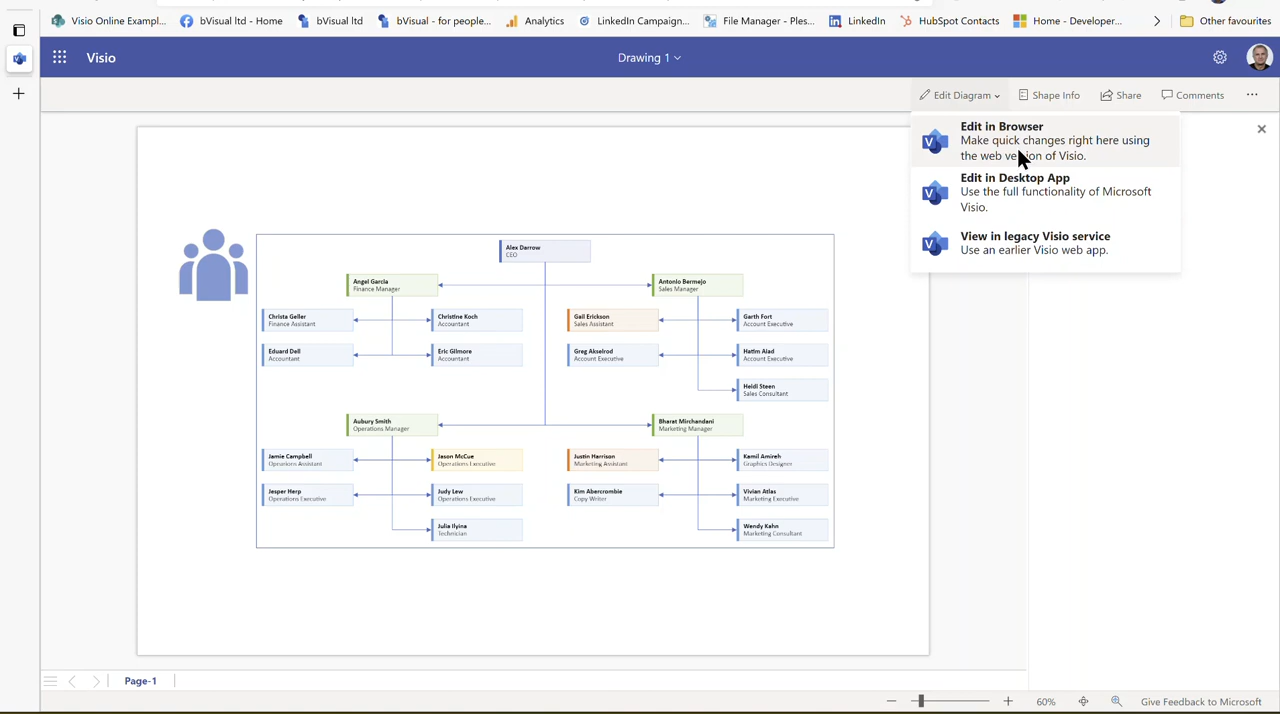 Visio Online Exampl...
bVisual ltd - Home
bVisual ltd
bVisual - for people...
Analytics
LinkedIn Campaign...
File Manager - Ples...
LinkedIn
HubSpot Contacts
Home - Developer...
Other favourites
Visio
Drawing 1
Edit Diagram
Shape Info
Share
Comments
...
Edit in Browser
Make quick changes right here using
the web version of Visio.
Edit in Desktop App
Use the full functionality of Microsoft
Visio.
View in legacy Visio service
Use an earlier Visio web app.
Alex Darrow
CEO
Angel Garcia
Finance Manager
Antonio Bermejo
Sales Manager
Christa Geller
Finance Assistant
Christine Koch
Accountant
Gail Erickson
Sales Assistant
Garth Fort
Account Executive
Eduard Dell
Accountant
Eric Gilmore
Accountant
Greg Akselrod
Account Executive
Hatim Aiad
Account Executive
Heidi Steen
Sales Consultant
Aubury Smith
Operations Manager
Bharat Mirchandani
Marketing Manager
Jamie Campbell
Operations Assistant
Jason McCue
Operations Executive
Justin Harrison
Marketing Assistant
Kamil Amireh
Graphics Designer
Jesper Herp
Operations Executive
Judy Lew
Operations Executive
Kim Abercrombie
Copy Writer
Vivian Atlas
Marketing Executive
Julia Ilyina
Technician
Wendy Kahn
Marketing Consultant
Page-1
60%
Give Feedback to Microsoft